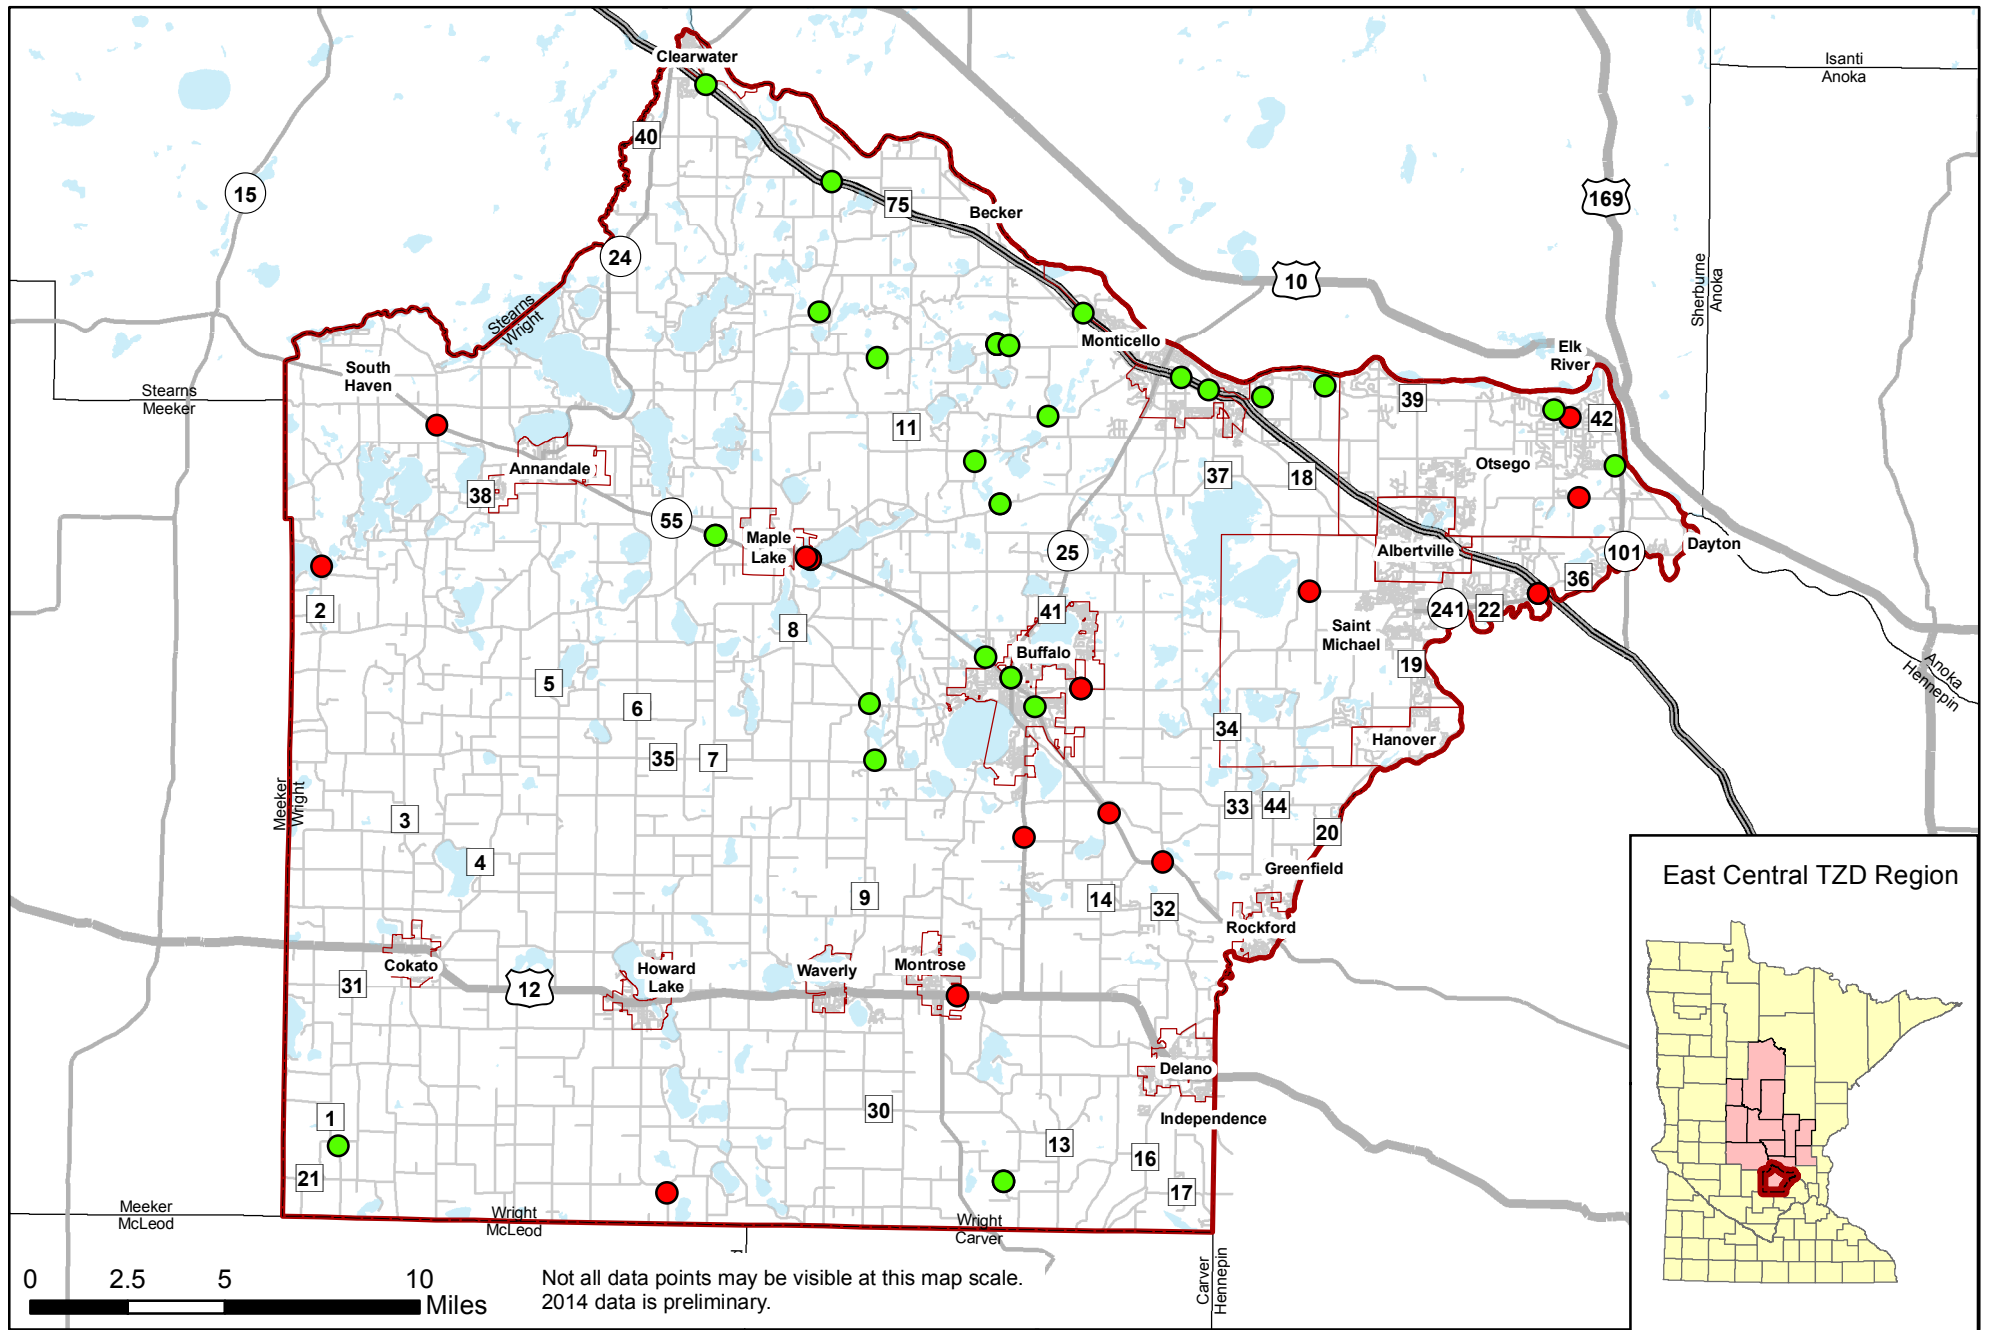 Clearwater
Isanti
Anoka
40
15
75
Becker
169
24
10
Sherburne
Anoka
Stearns
Wright
Monticello
Elk
River
South
Haven
Stearns
Meeker
39
42
11
Annandale
Otsego
37
18
38
55
Maple
Lake
25
Albertville
101
Dayton
36
2
41
241
22
8
Saint
Michael
Buffalo
19
Anoka
Hennepin
5
6
34
Hanover
35
7
Meeker
Wright
33
44
3
20
4
Greenfield
9
14
32
Rockford
Cokato
Howard
Lake
Waverly
Montrose
31
12
Delano
1
30
Independence
13
16
21
17
Meeker
McLeod
Wright
McLeod
Wright
Carver
Carver
Hennepin
0 2.5 5 10
Miles
Not all data points may be visible at this map scale.
2014 data is preliminary.
East Central TZD Region